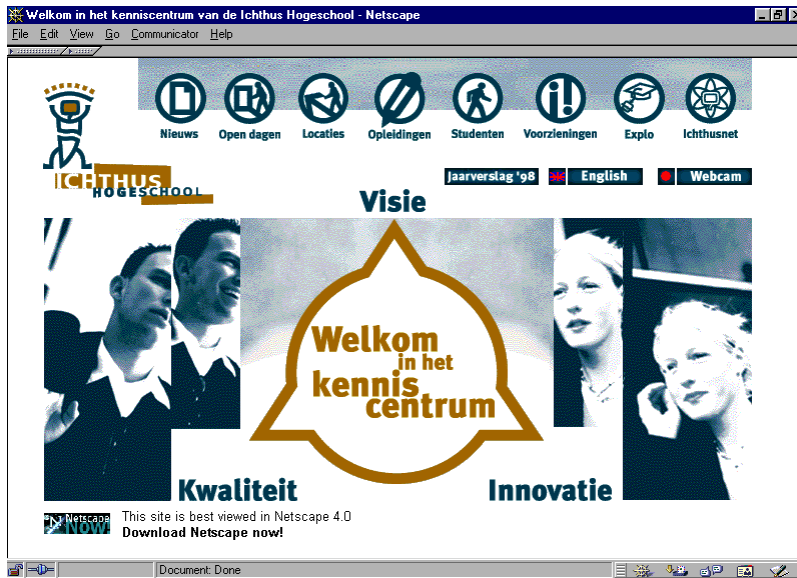 Welkom in het kenniscentrum van de Ichthus Hogeschool - Netscape
File Edit View Go Communicator Help
Nieuws Open dagen Locaties Opleidingen Studenten Voorzieningen Explo Ichthusnet
ICHTHUS
HOGESCHOOL
Jaarverslag '98 English Webcam
Visie
Welkom
in het
kennis
centrum
Kwaliteit Innovatie
Netscape
Now!
This site is best viewed in Netscape 4.0
Download Netscape now!
Document: Done